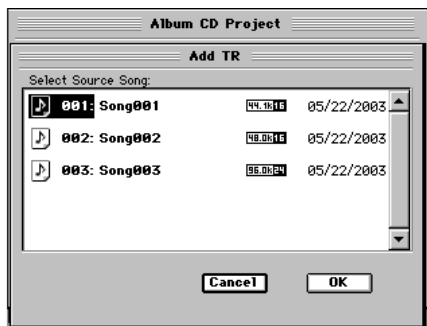 Album CD Project
Add TR
Select Source Song:
001: Song001 44.1k16 05/22/2003
002: Song002 48.0k16 05/22/2003
003: Song003 96.0k24 05/22/2003
Cancel OK